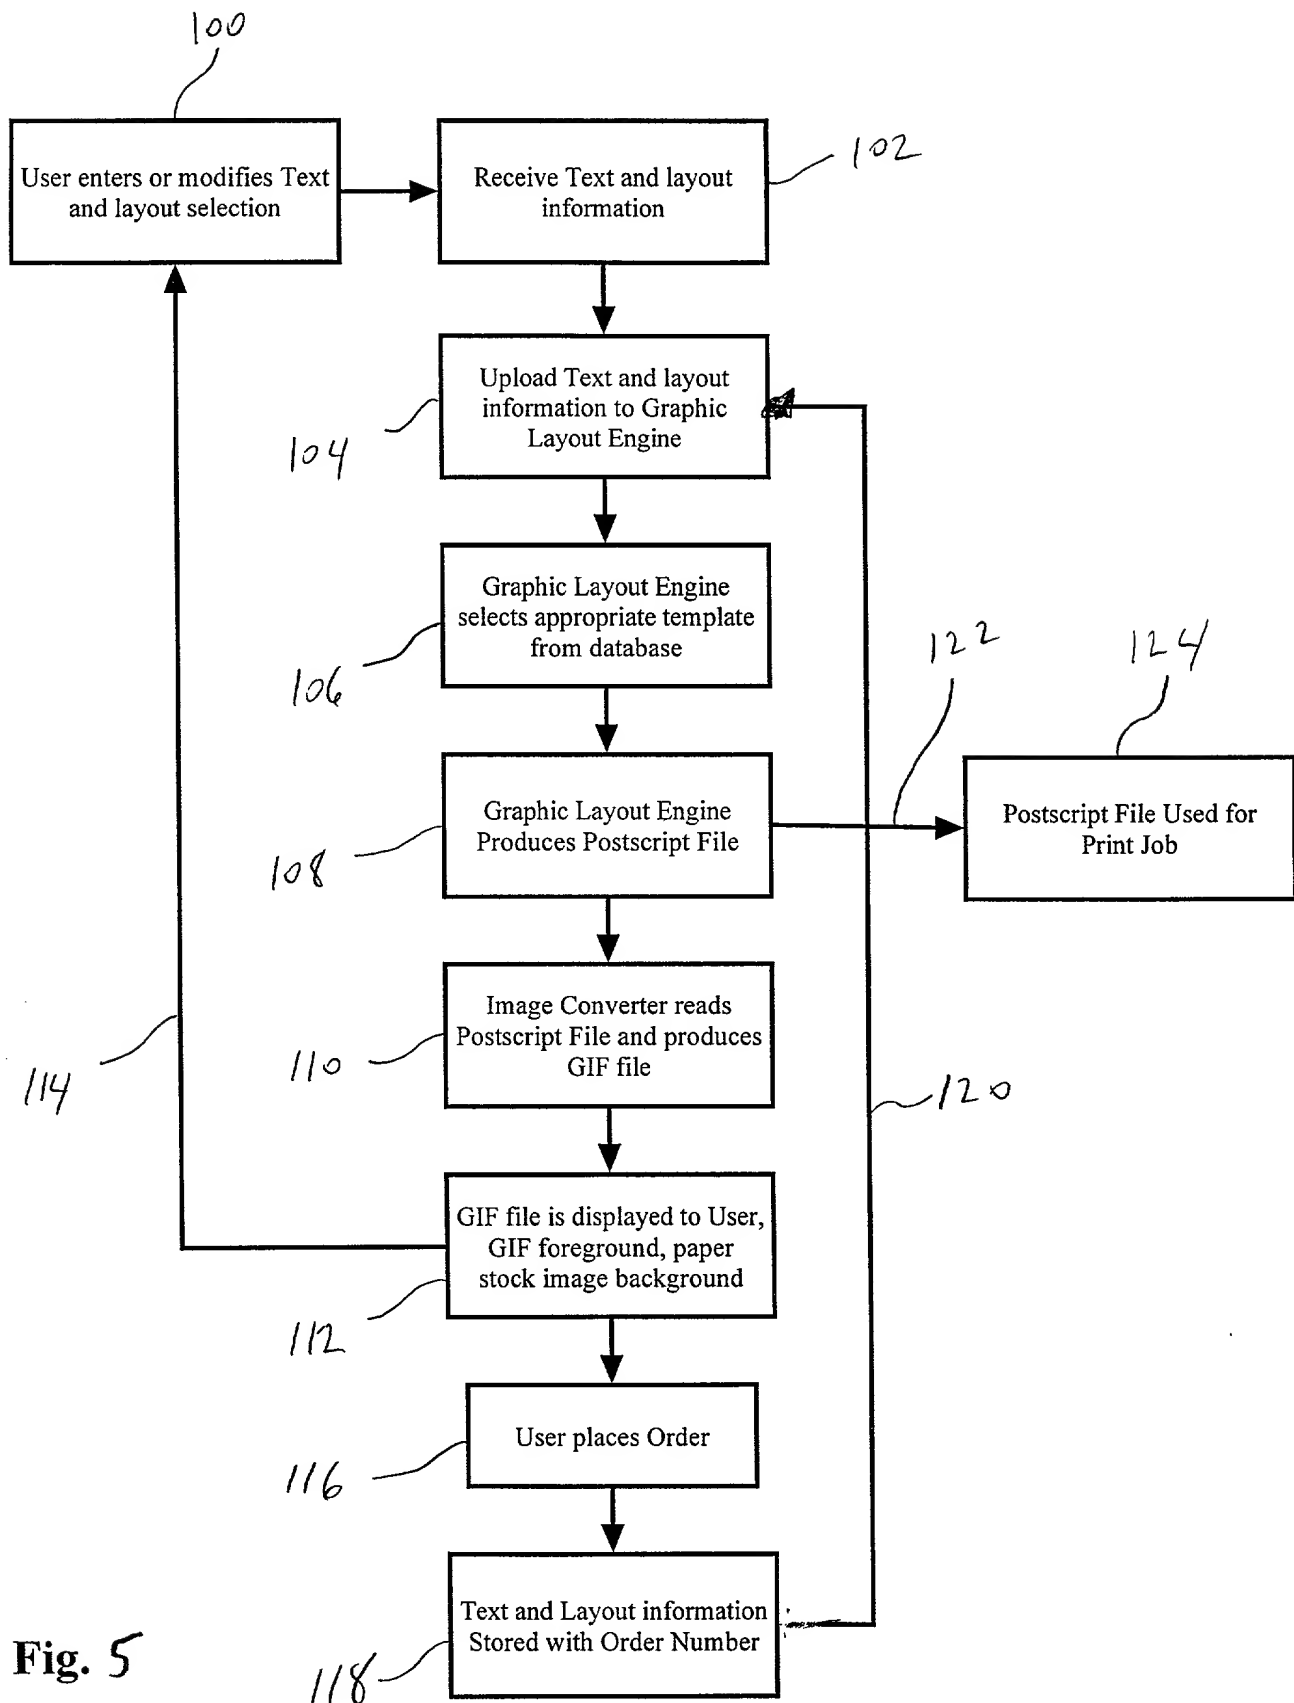 100
User enters or modifies Text
and layout selection
Receive Text and layout
information
102
Upload Text and layout
information to Graphic
Layout Engine
104
Graphic Layout Engine
selects appropriate template
from database
106
122
124
Graphic Layout Engine
Produces Postscript File
108
Postscript File Used for
Print Job
Image Converter reads
Postscript File and produces
GIF file
110
114
120
GIF file is displayed to User,
GIF foreground, paper
stock image background
112
User places Order
116
Text and Layout information
Stored with Order Number
118
Fig. 5